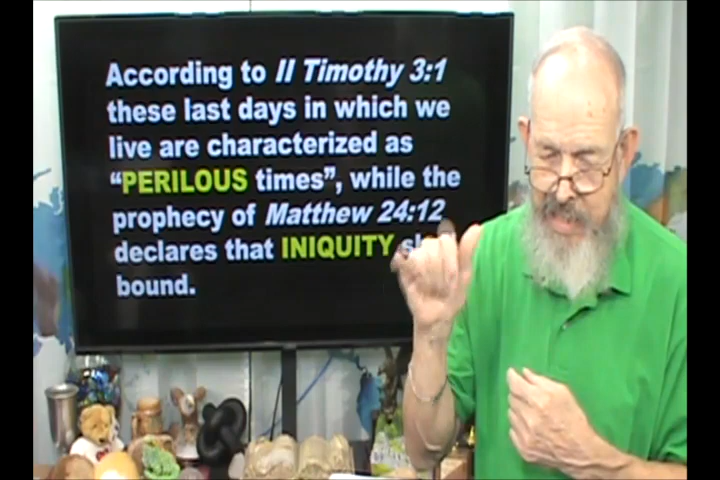 According to II Timothy 3:1
these last days in which we
live are characterized as
“PERILOUS times”, while the
prophecy of Matthew 24:12
declares that INIQUITY
bound.